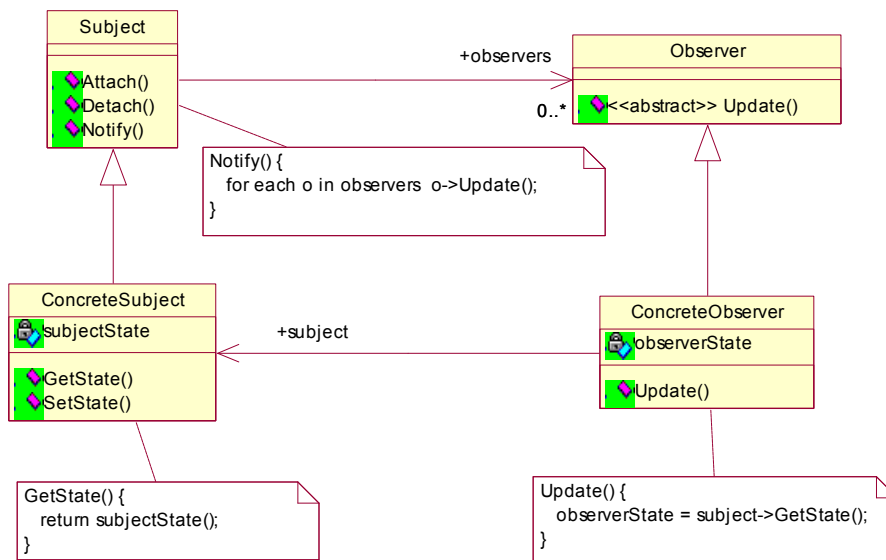 Subject
Attach()
Detach()
Notify()
+observers
0..*
Observer
<<abstract>> Update()
Notify() {
for each o in observers o->Update();
}
ConcreteSubject
subjectState
GetState()
SetState()
+subject
ConcreteObserver
observerState
Update()
GetState() {
return subjectState();
}
Update() {
observerState = subject->GetState();
}